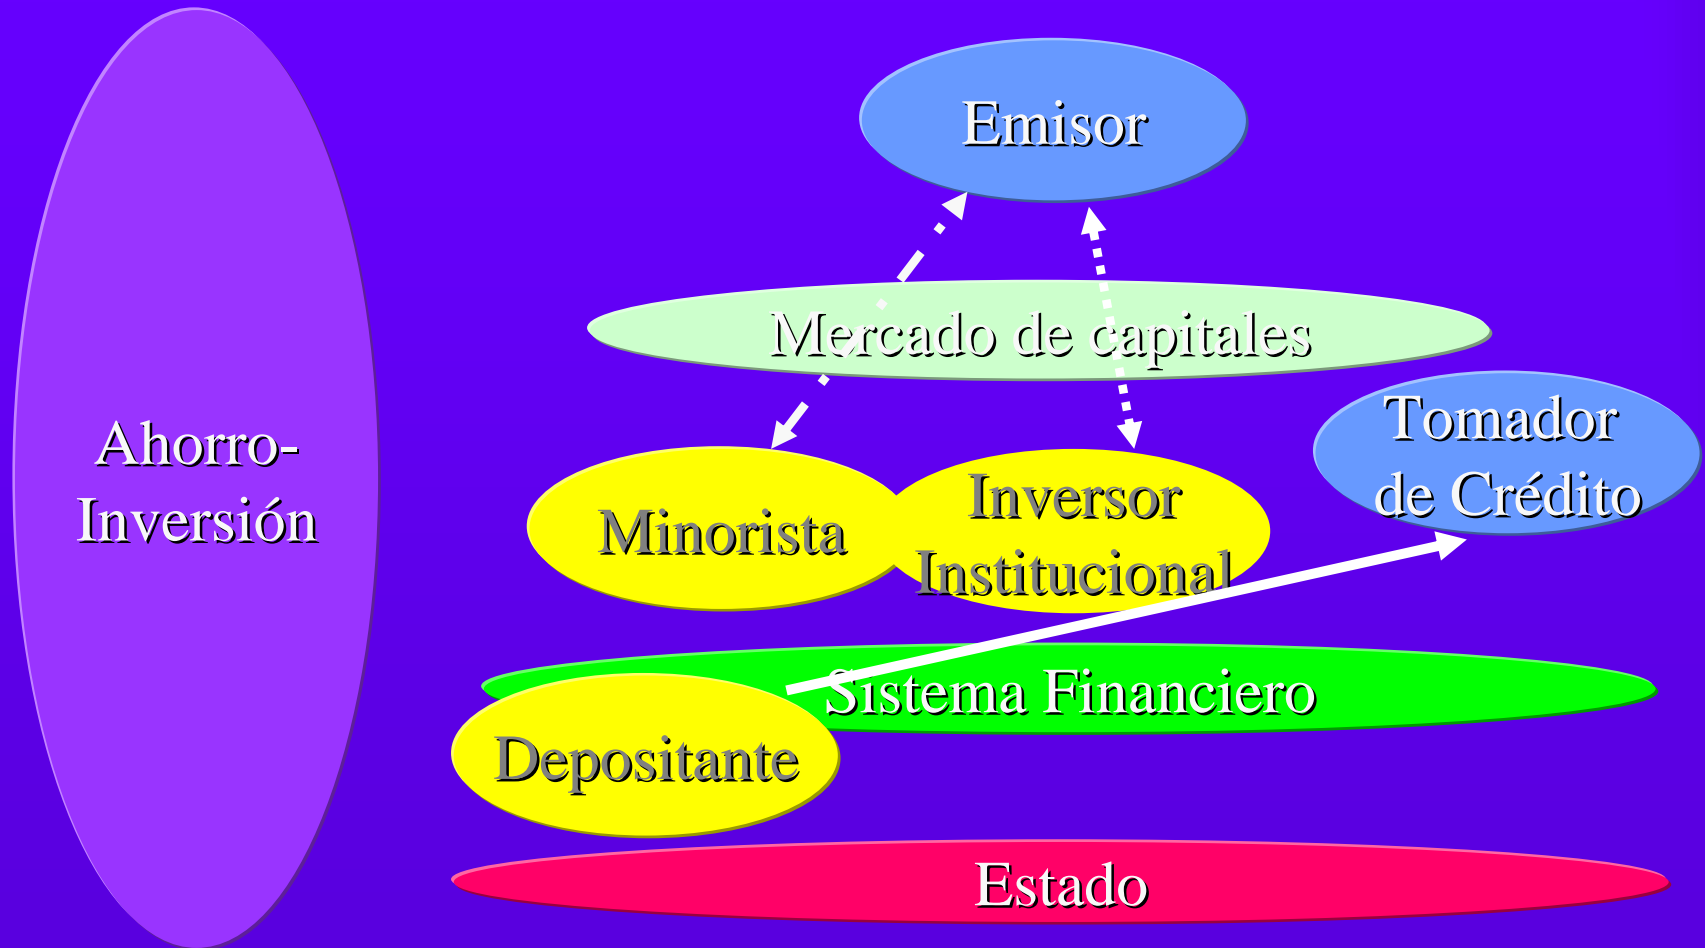 Emisor
Mercado de capitales
Tomador
de Crédito
Ahorro-
Inversión
Minorista
Inversor
Institucional
Sistema Financiero
Depositante
Estado